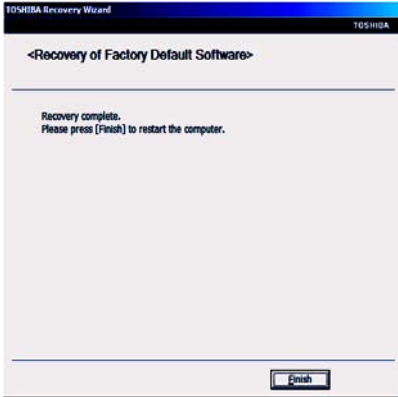 TOSHIBA Recovery Wizard
TOSHIBA
<Recovery of Factory Default Software>
Recovery complete.
Please press [Finish] to restart the computer.
Finish